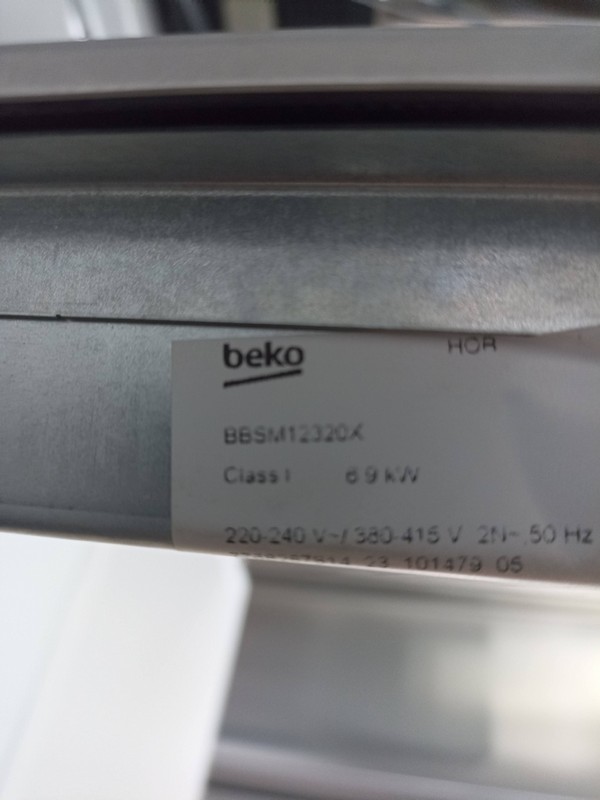 beko
HOR
BBSM12320X
Class I 6.9 kW
220-240 V~/ 380-415 V 2N~, 50 Hz
23 101479 05